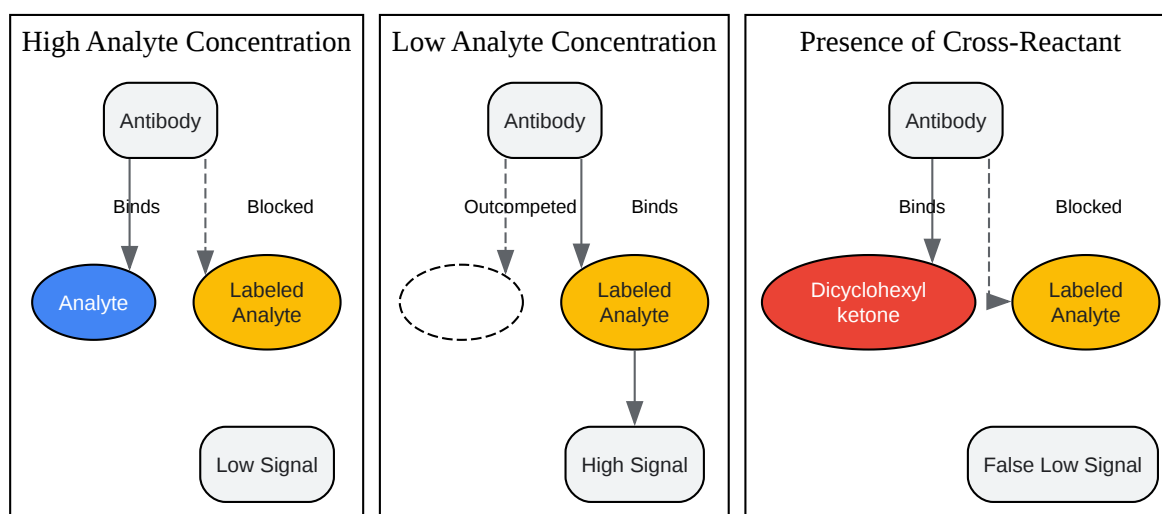 High Analyte Concentration
Antibody
Binds
Blocked
Analyte
Labeled
Analyte
Low Signal
Low Analyte Concentration
Antibody
Outcompeted
Binds
Labeled
Analyte
High Signal
Presence of Cross-Reactant
Antibody
Binds
Blocked
Dicyclohexyl
ketone
Labeled
Analyte
False Low Signal